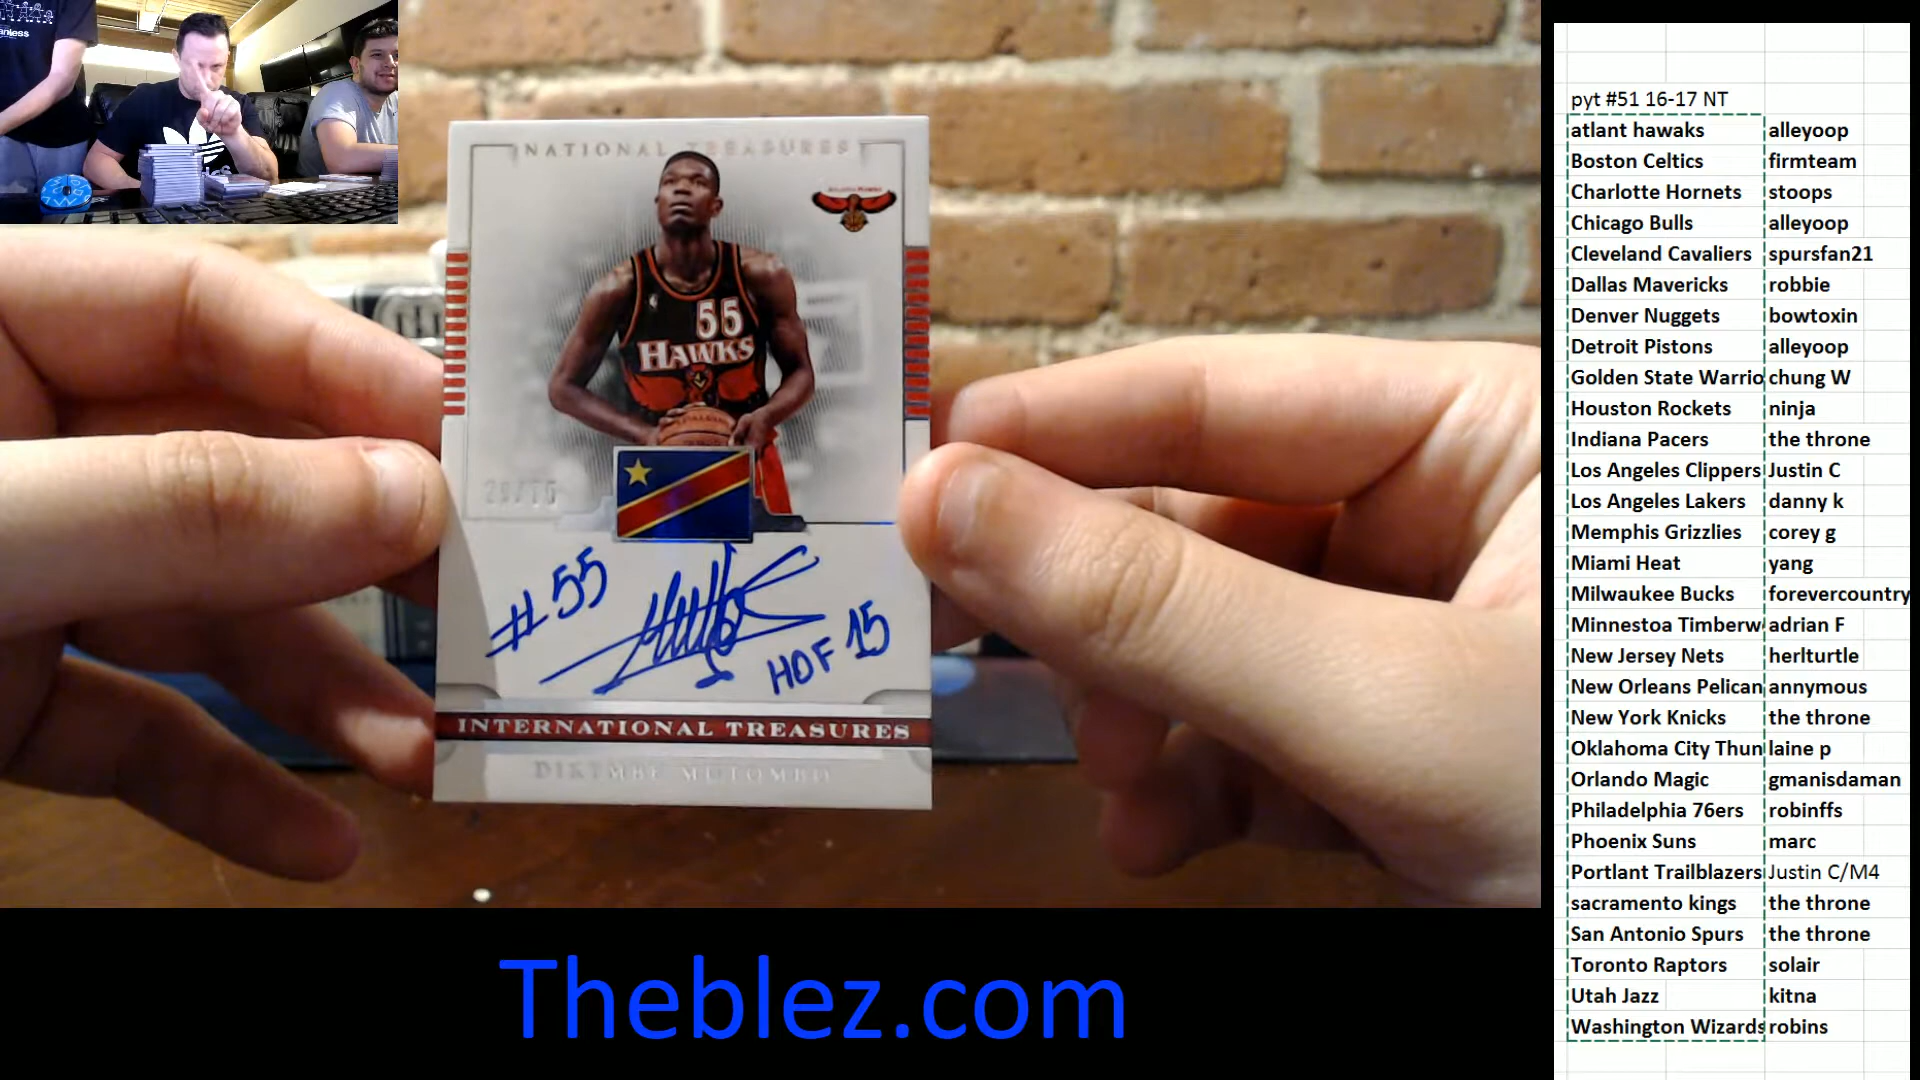 NATIONAL TREASURES
ATLANTA HAWKS
55
HAWKS
#55
HOF 15
INTERNATIONAL TREASURES
DIKEMBE MUTOMBO
Theblez.com
pyt #51 16-17 NT
atlant hawaks alleyoop
Boston Celtics firmteam
Charlotte Hornets stoops
Chicago Bulls alleyoop
Cleveland Cavaliers spursfan21
Dallas Mavericks robbie
Denver Nuggets bowtoxin
Detroit Pistons alleyoop
Golden State Warrio chung W
Houston Rockets ninja
Indiana Pacers the throne
Los Angeles Clippers Justin C
Los Angeles Lakers danny k
Memphis Grizzlies corey g
Miami Heat yang
Milwaukee Bucks forevercountry
Minnestoa Timberw adrian F
New Jersey Nets herlturtle
New Orleans Pelican annymous
New York Knicks the throne
Oklahoma City Thun laine p
Orlando Magic gmanisdaman
Philadelphia 76ers robinffs
Phoenix Suns marc
Portlant Trailblazers Justin C/M4
sacramento kings the throne
San Antonio Spurs the throne
Toronto Raptors solair
Utah Jazz kitna
Washington Wizards robins